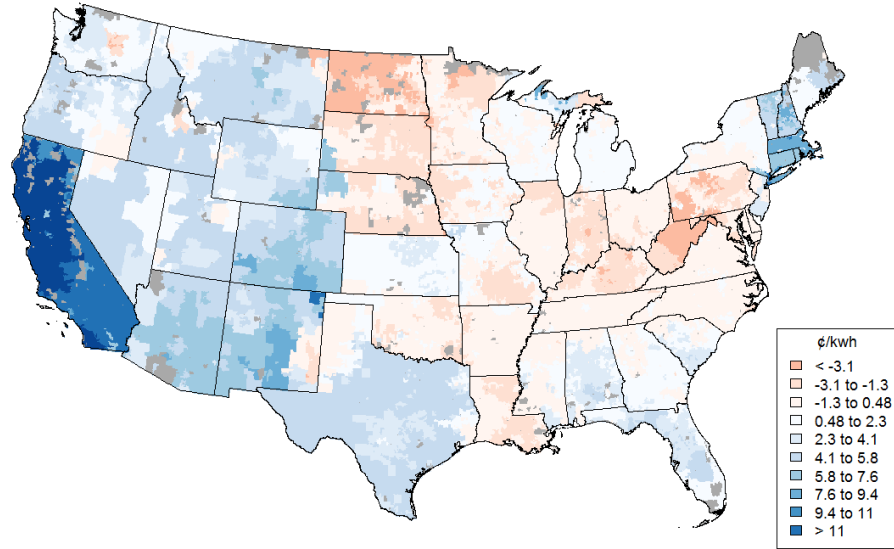 ¢/kwh
< -3.1
-3.1 to -1.3
-1.3 to 0.48
0.48 to 2.3
2.3 to 4.1
4.1 to 5.8
5.8 to 7.6
7.6 to 9.4
9.4 to 11
> 11